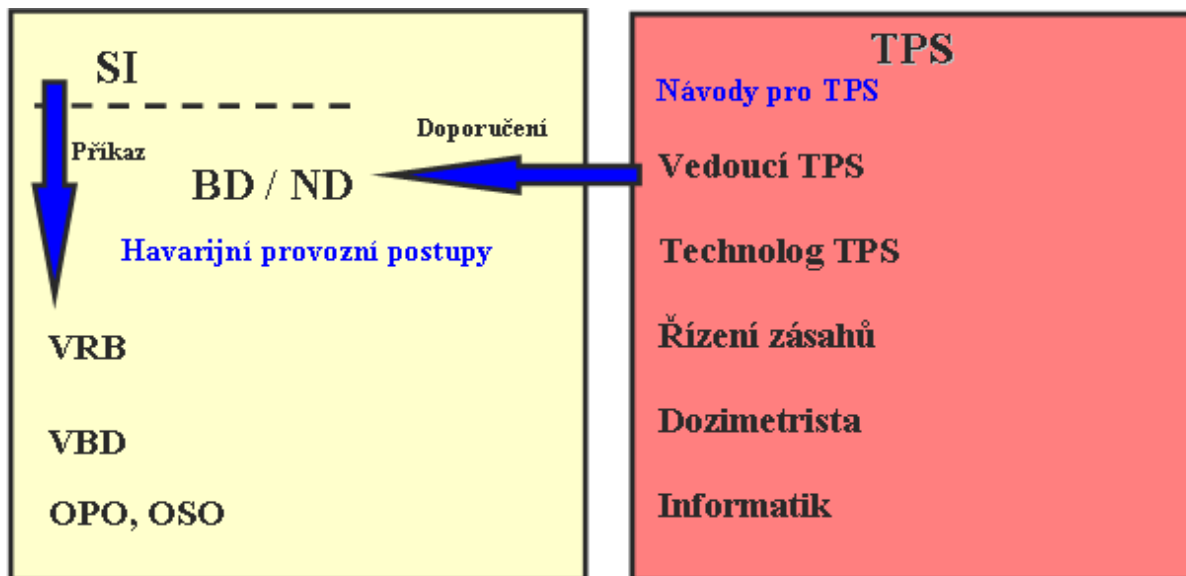 SI
Příkaz
BD / ND
Havarijní provozní postupy
VRB
VBD
OPO, OSO
Doporučení
TPS
Návody pro TPS
Vedoucí TPS
Technolog TPS
Řízení zásahů
Dozimetrista
Informatik